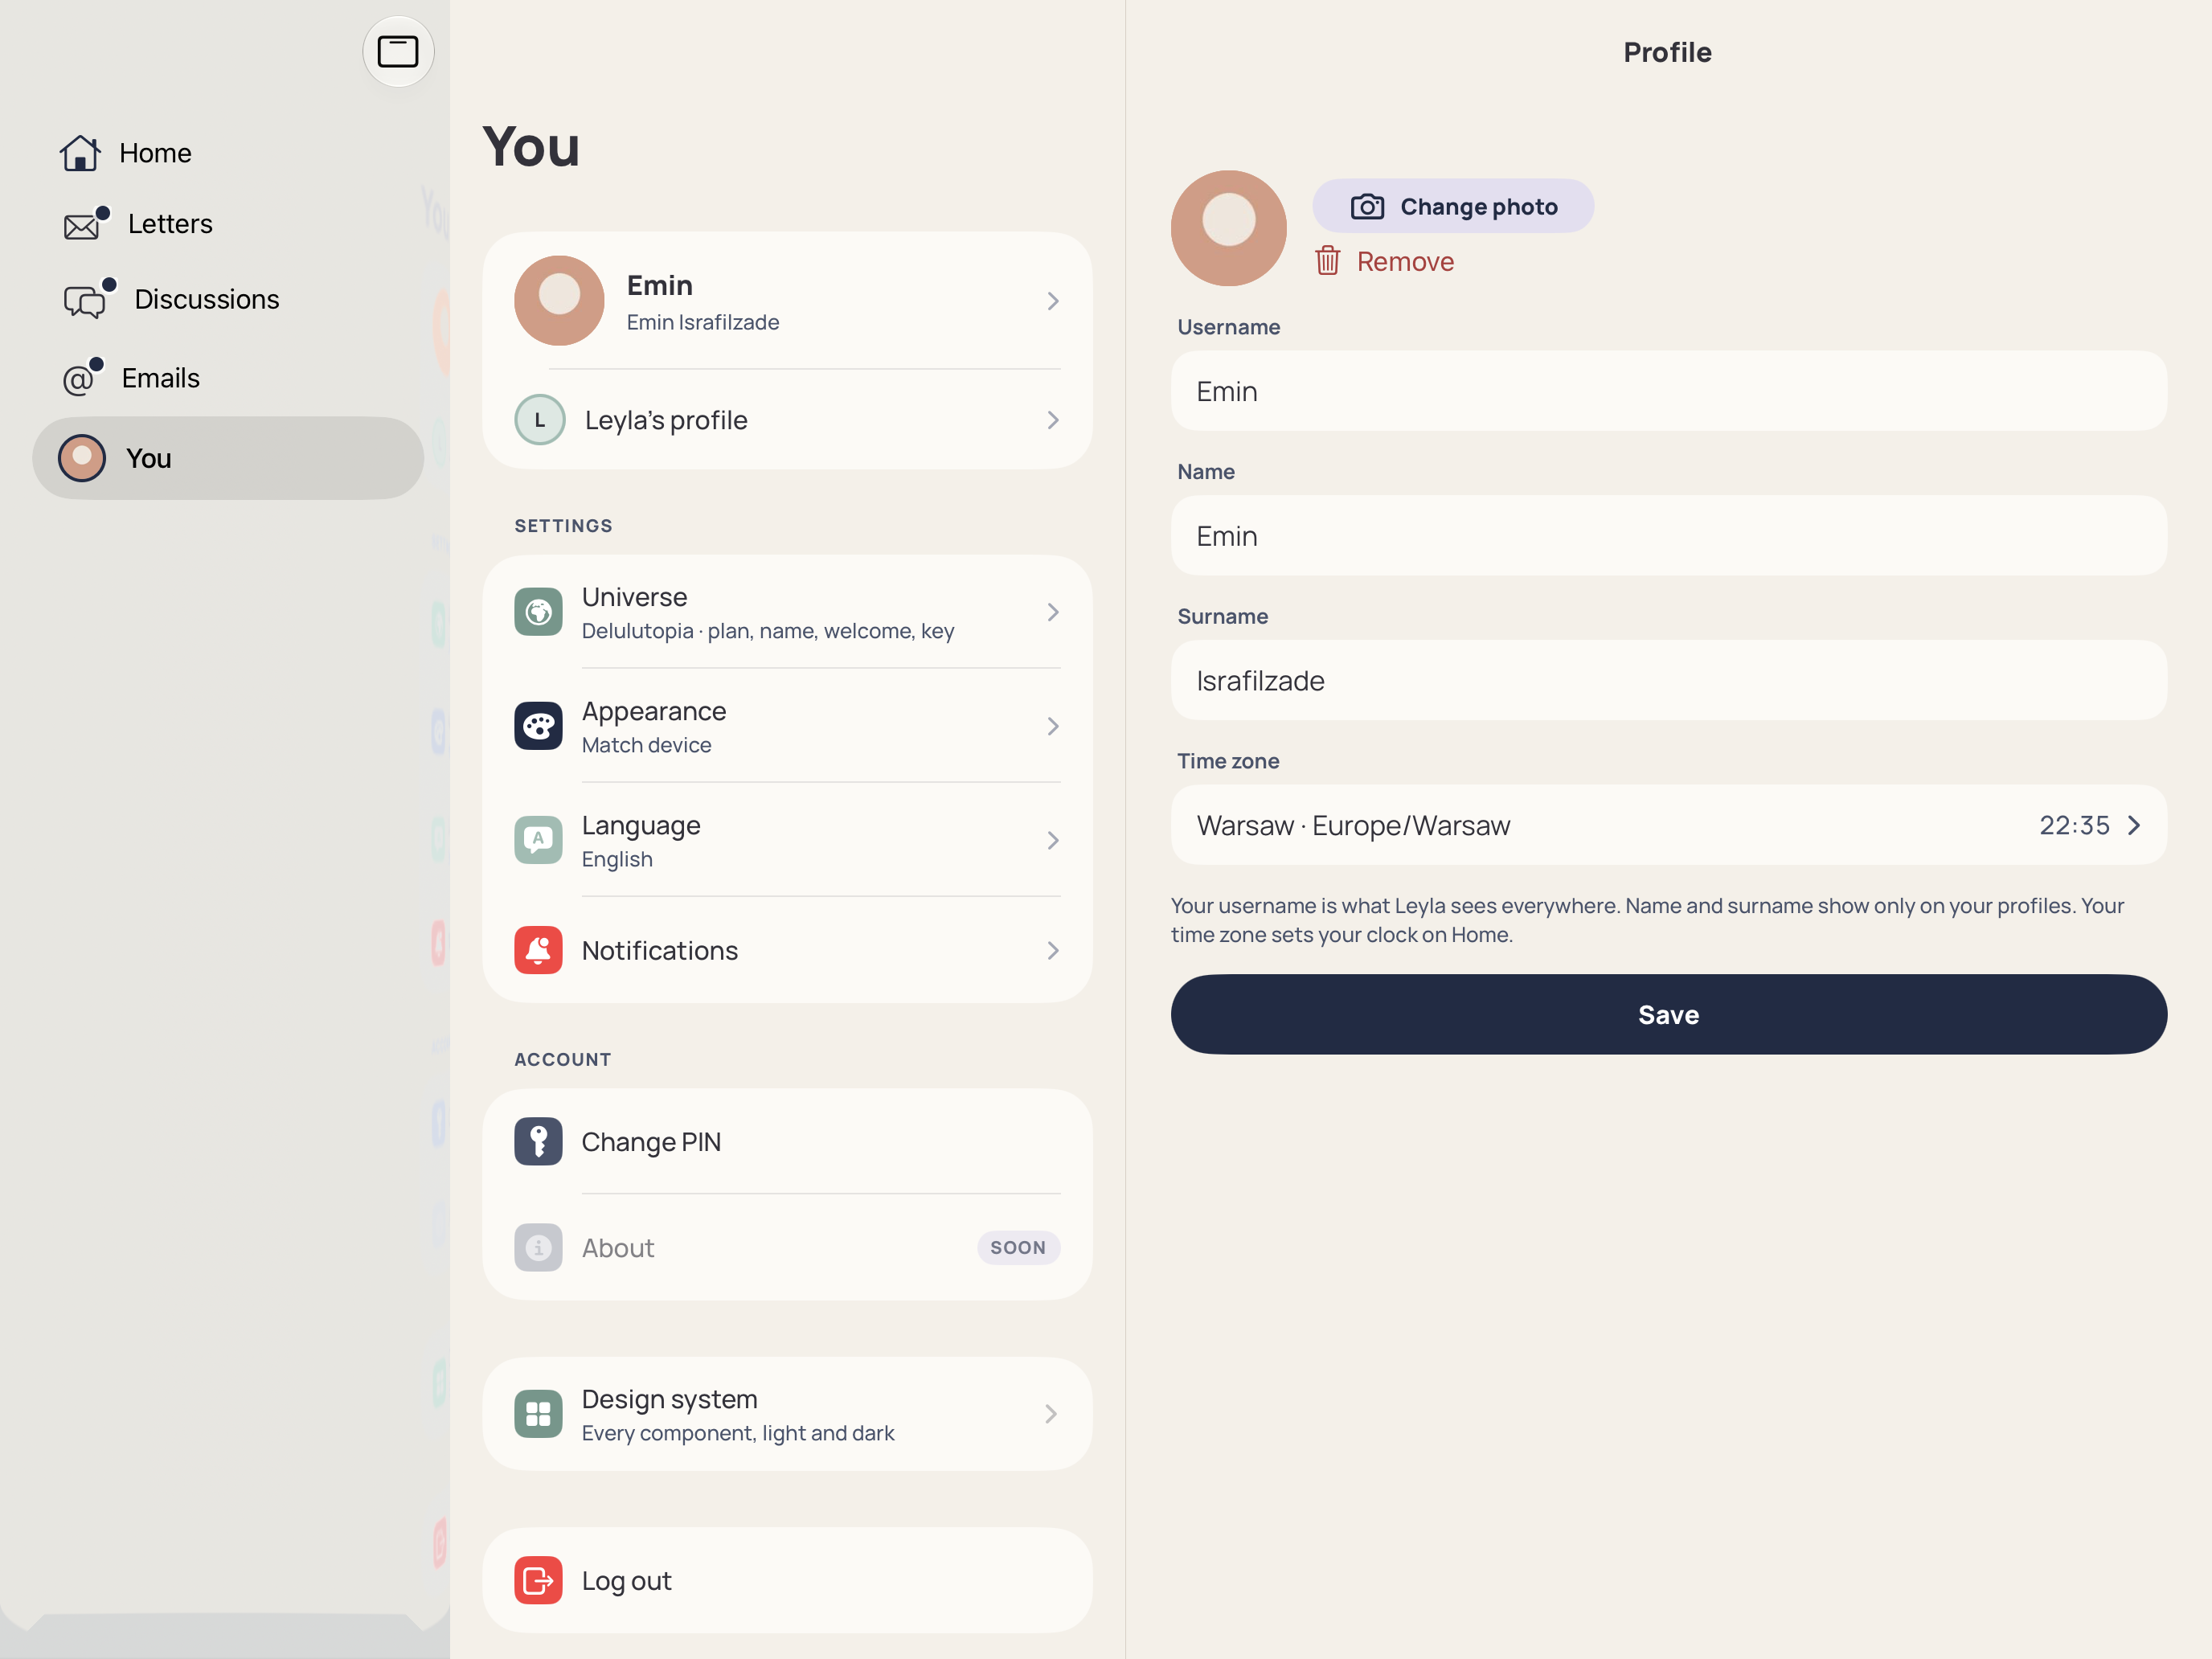 Home
Letters
Discussions
@ Emails
You
You
Emin
Emin Israfilzade
L Leyla's profile
SETTINGS
Universe
Delulutopia · plan, name, welcome, key
Appearance
Match device
A Language
English
Notifications
ACCOUNT
Change PIN
About SOON
Design system
Every component, light and dark
Log out
Profile
Change photo
Remove
Username
Emin
Name
Emin
Surname
Israfilzade
Time zone
Warsaw · Europe/Warsaw 22:35
Your username is what Leyla sees everywhere. Name and surname show only on your profiles. Your
time zone sets your clock on Home.
Save